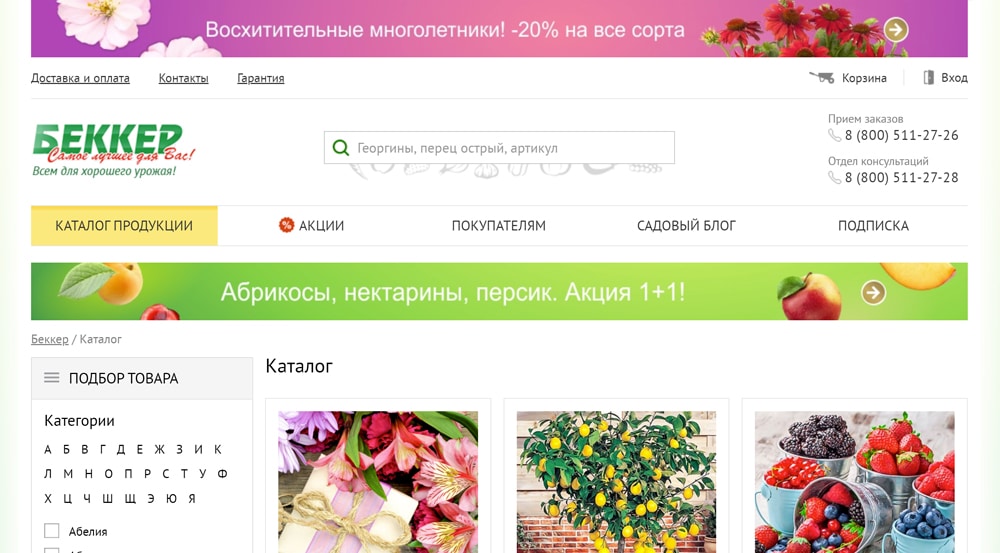 Восхитительные многолетники! -20% на все сорта
Доставка и оплата Контакты Гарантия Корзина Вход
БЕККЕР
Самое лучшее для Вас!
Всем для хорошего урожая!
Георгины, перец острый, артикул
Прием заказов
8 (800) 511-27-26
Отдел консультаций
8 (800) 511-27-28
КАТАЛОГ ПРОДУКЦИИ % АКЦИИ ПОКУПАТЕЛЯМ САДОВЫЙ БЛОГ ПОДПИСКА
Абрикосы, нектарины, персик. Акция 1+1!
Беккер / Каталог
ПОДБОР ТОВАРА
Каталог
Категории
А Б В Г Д Е Ж З И К
Л М Н О П Р С Т У Ф
Х Ц Ч Ш Щ Э Ю Я
Абелия